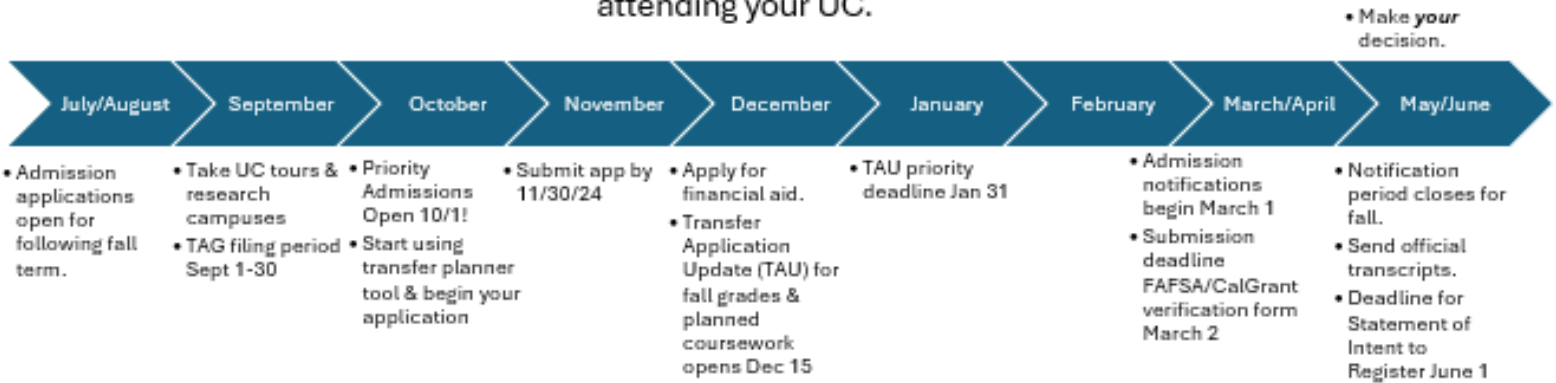 attending your UC.
• Make your
decision.
July/August
September
October
November
December
January
February
March/April
May/June
• Admission
applications
open for
following fall
term.
• Take UC tours &
research
campuses
• TAG filing period
Sept 1-30
• Priority
Admissions
Open 10/1!
• Start using
transfer planner
tool & begin your
application
• Submit app by
11/30/24
• Apply for
financial aid.
• Transfer
Application
Update (TAU) for
fall grades &
planned
coursework
opens Dec 15
• TAU priority
deadline Jan 31
• Admission
notifications
begin March 1
• Submission
deadline
FAFSA/CalGrant
verification form
March 2
• Notification
period closes for
fall.
• Send official
transcripts.
• Deadline for
Statement of
Intent to
Register June 1